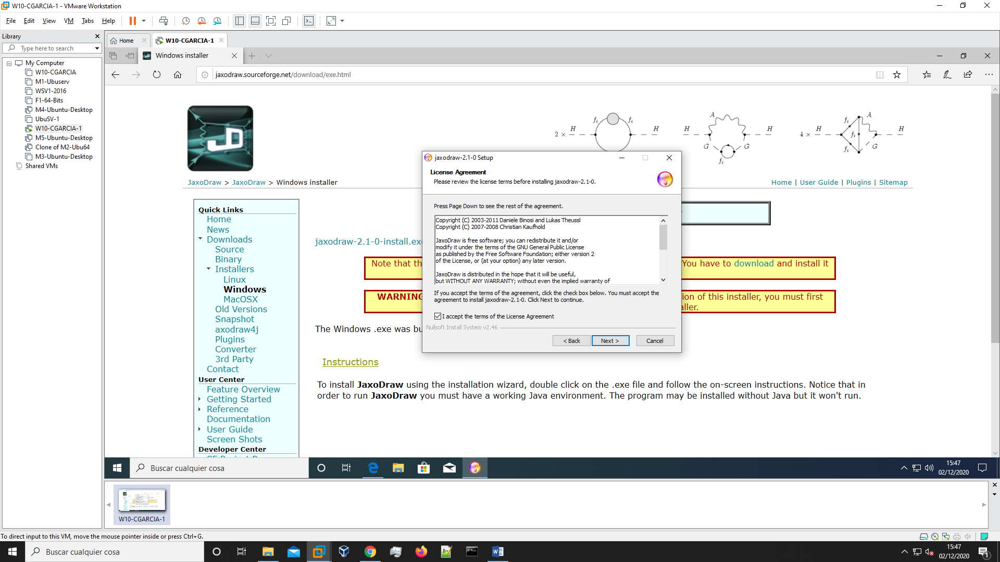 W10-CGARCIA-1 - VMware Workstation
File Edit View VM Tabs Help
Library
Type here to search
My Computer
W10-CGARCIA
M1-Ubuserv
WSV1-2016
F1-64-Bits
M4-Ubuntu-Desktop
UbuSV-1
W10-CGARCIA-1
M5-Ubuntu-Desktop
Clone of M2-Ubu64
M3-Ubuntu-Desktop
Shared VMs
Home
W10-CGARCIA-1
Windows installer
jaxodraw.sourceforge.net/download/exe.html
JD
2 × H f_i f_i H
H A G G f_i H
4 × H f_i A f_i f_i G H
JaxoDraw > JaxoDraw > Windows installer
Home | User Guide | Plugins | Sitemap
Quick Links
Home
News
Downloads
Source
Binary
Installers
Linux
Windows
MacOSX
Old Versions
Snapshot
axodraw4j
Plugins
Converter
3rd Party
Contact
User Center
Feature Overview
Getting Started
Reference
Documentation
User Guide
Screen Shots
Developer Center
jaxodraw-2.1-0-install.ex
Note that th
You have to download and install it
WARNING
ion of this installer, you must first
aller.
The Windows .exe was bu
Instructions
To install JaxoDraw using the installation wizard, double click on the .exe file and follow the on-screen instructions. Notice that in
order to run JaxoDraw you must have a working Java environment. The program may be installed without Java but it won't run.
jaxodraw-2.1-0 Setup
License Agreement
Please review the license terms before installing jaxodraw-2.1-0.
Press Page Down to see the rest of the agreement.
Copyright (C) 2003-2011 Daniele Binosi and Lukas Theussl
Copyright (C) 2007-2008 Christian Kaufhold
JaxoDraw is free software; you can redistribute it and/or
modify it under the terms of the GNU General Public License
as published by the Free Software Foundation; either version 2
of the License, or (at your option) any later version.
JaxoDraw is distributed in the hope that it will be useful,
but WITHOUT ANY WARRANTY; without even the implied warranty of
If you accept the terms of the agreement, click the check box below. You must accept the
agreement to install jaxodraw-2.1-0. Click Next to continue.
I accept the terms of the License Agreement
Nullsoft Install System v2.46
< Back
Next >
Cancel
Buscar cualquier cosa
15:47
02/12/2020
W10-CGARCIA-1
To direct input to this VM, move the mouse pointer inside or press Ctrl+G.
Buscar cualquier cosa
15:47
02/12/2020
1